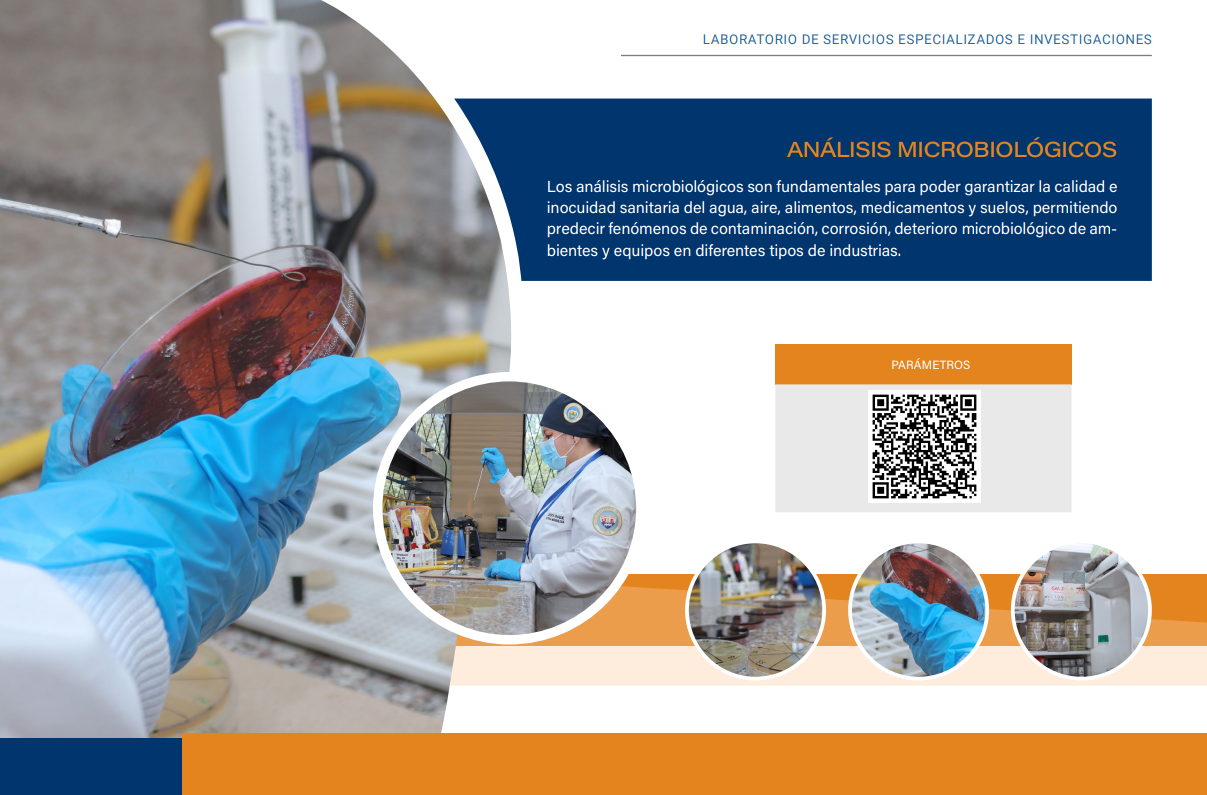 LABORATORIO DE SERVICIOS ESPECIALIZADOS E INVESTIGACIONES
ANÁLISIS MICROBIOLÓGICOS
Los análisis microbiológicos son fundamentales para poder garantizar la calidad e
inocuidad sanitaria del agua, aire, alimentos, medicamentos y suelos, permitiendo
predecir fenómenos de contaminación, corrosión, deterioro microbiológico de am-
bientes y equipos en diferentes tipos de industrias.
PARÁMETROS